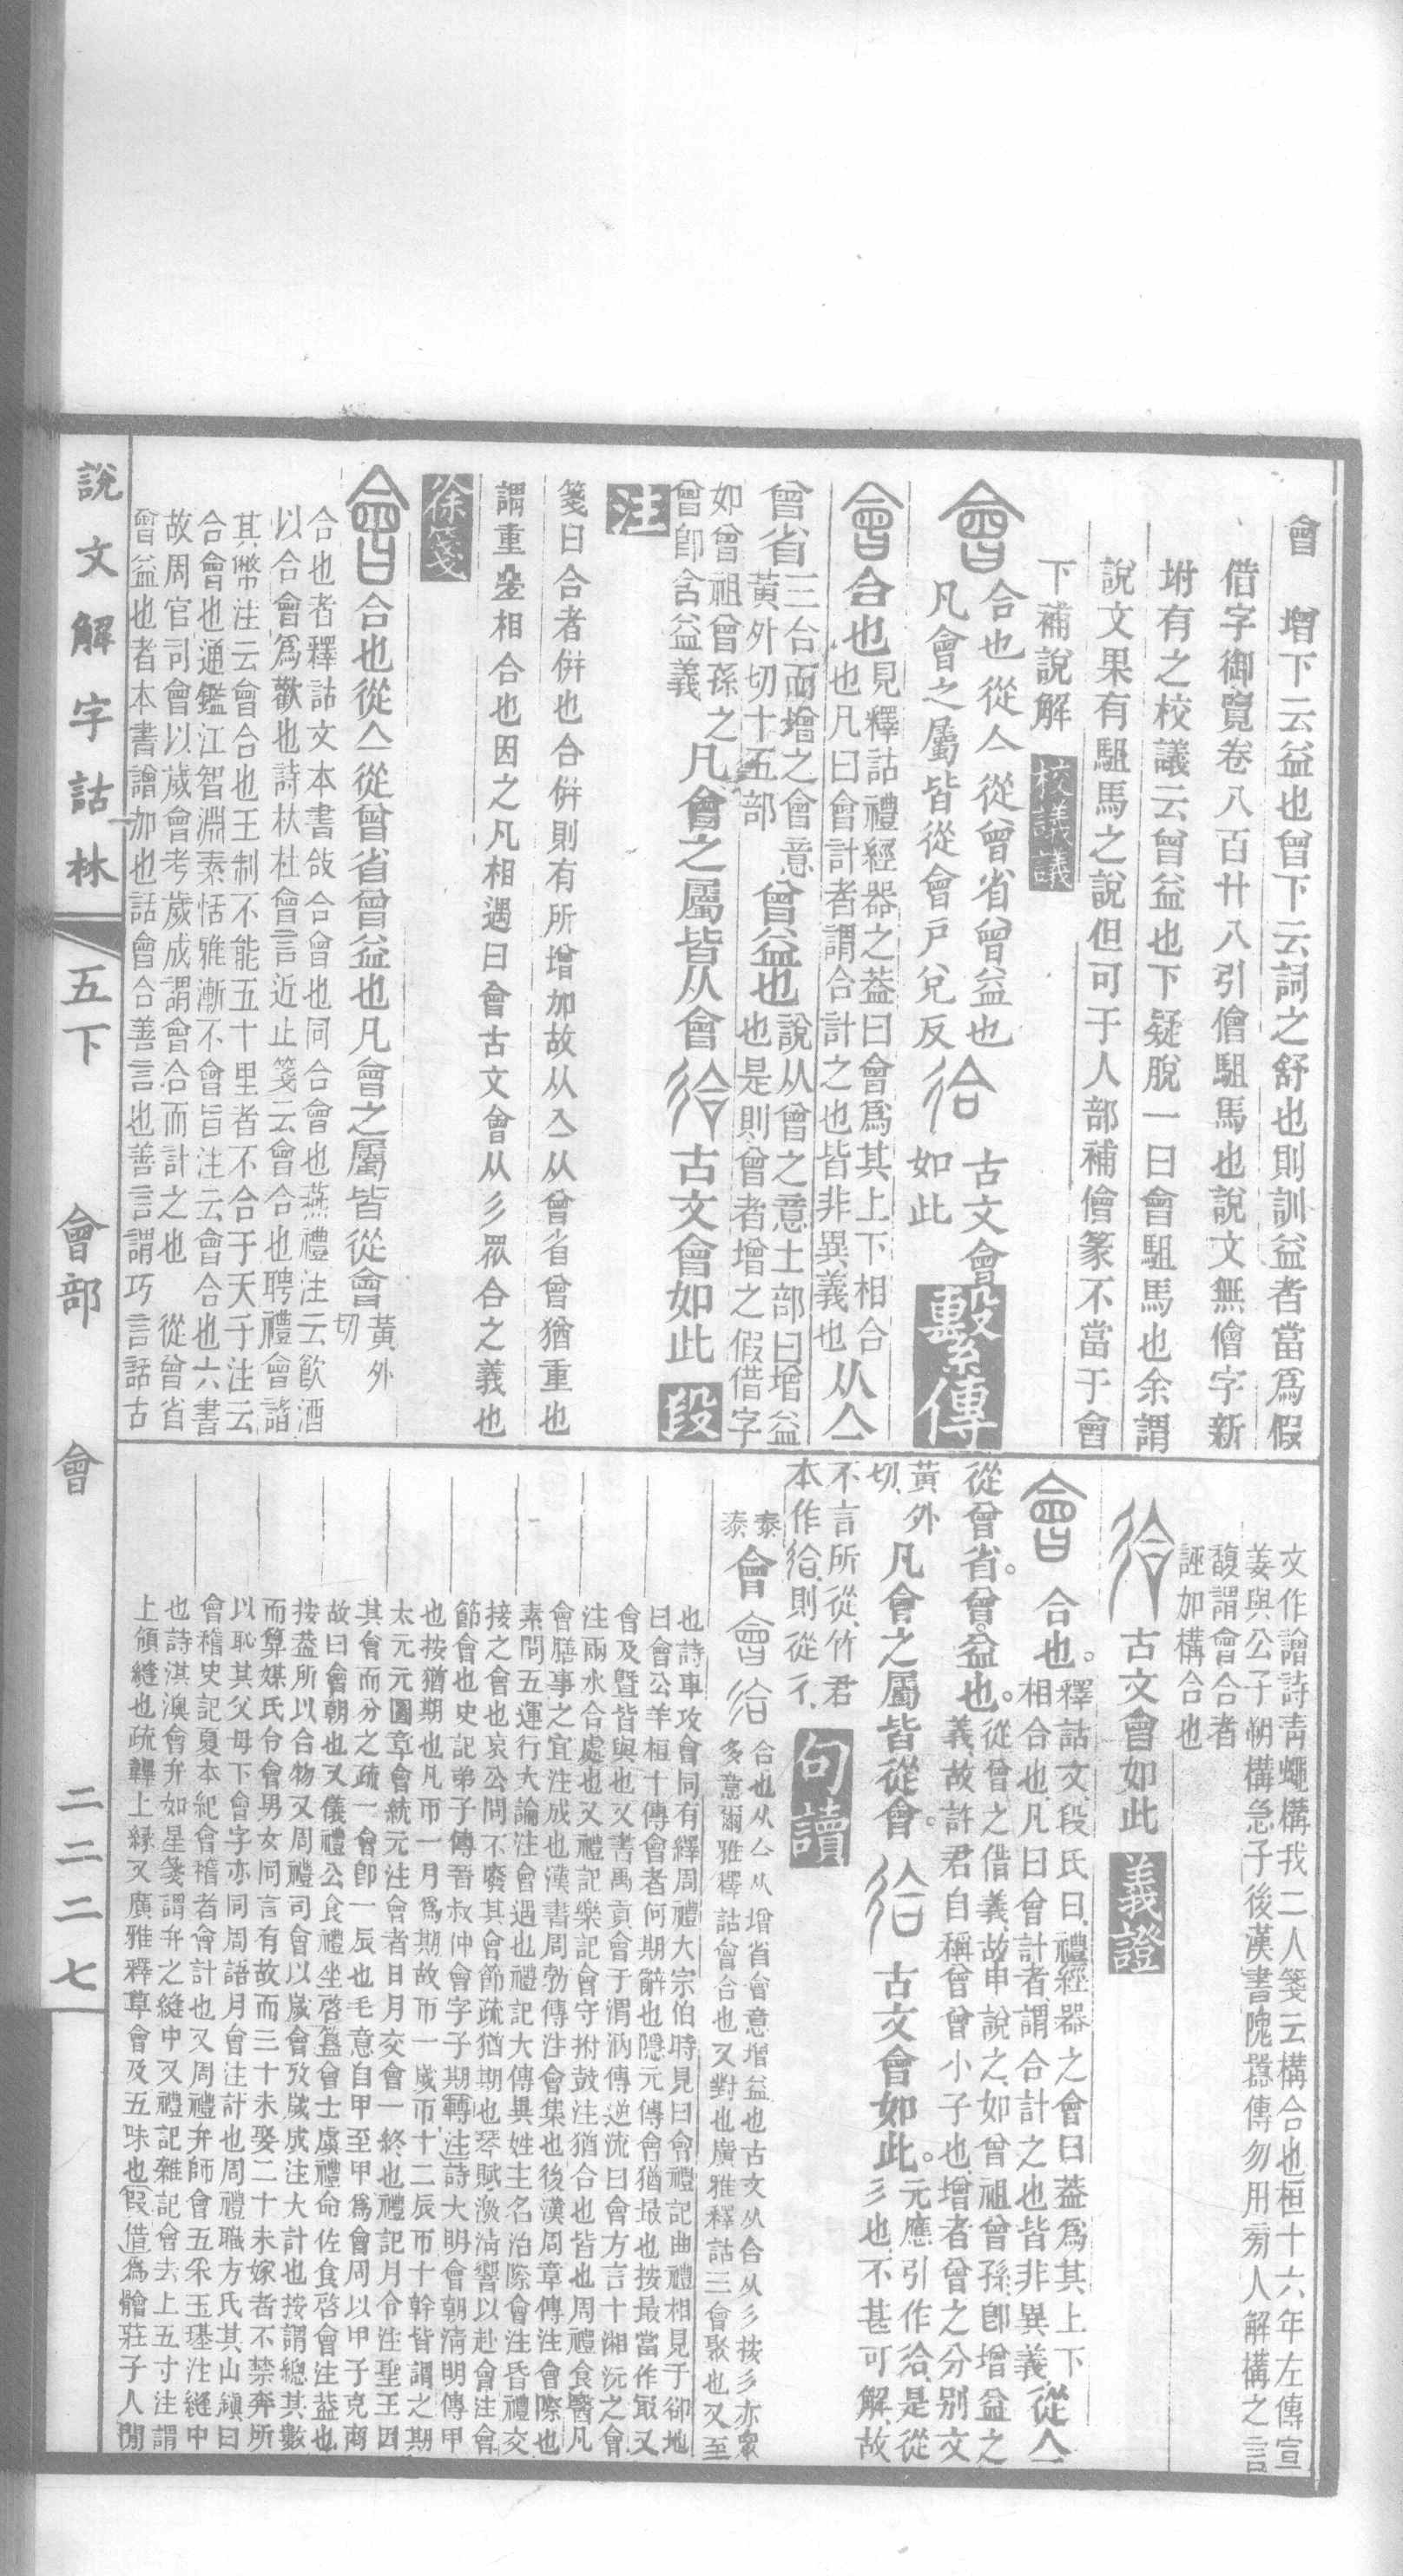 會　增下云益也曾下云詞之舒也則訓益者當爲假
借字御覽卷八百廿八引儈駔馬也說文無儈字新
坿有之校議云曾益也下疑脫一曰會駔馬也余謂
說文果有駔馬之說但可于人部補儈篆不當于會
下補說解 校議議
會合也從亼從曾省曾益也
凡會之屬皆從會戶兌反 㣛 古文會
如此 繫傳
會合也見釋詁禮經器之蓋曰會爲其上下相合
也凡曰會計者謂合計之也皆非異義也从亼
曾省三合而增之會意
黃外切十五部 曾益也說从曾之意土部曰增益
也是則曾者增之假借字
如曾祖曾孫之
曾卽含益義 凡會之屬皆从會 㣛 古文會如此 段
注
箋曰合者倂也合倂則有所增加故从亼从曾省曾猶重也
謂重壘相合也因之凡相遇曰會古文會从彡眾合之義也
徐箋
會合也從亼從曾省曾益也凡會之屬皆從會黃外
切
合也者釋詁文本書敆合會也同合會也燕禮注云飮酒
以合會爲歡也詩杕杜會言近止箋云會合也聘禮會諸
其幣注云會合也王制不能五十里者不合于天子注云
合會也通鑑江智淵素恬雅漸不會旨注云會合也六書
故周官司會以歲會考歲成謂會合而計之也　從曾省
曾益也者本書譄加也話會合善言也善言謂巧言話古
文作譮詩靑蠅構我二人箋云構合也桓十六年左傳宣
姜與公子朔構急子後漢書隗囂傳勿用旁人解構之言
馥謂會合者
誣加構合也
㣛 古文會如此 義證
會 合也。釋詁文、段氏曰、禮經器之會曰蓋爲其上下
相合也、凡曰會計者、謂合計之也、皆非異義、從亼
從曾省。曾益也。從曾之借義、故申說之、如曾祖曾孫卽增益之
義、故許君自稱曾曾小子也、增者曾之分別文
黃外
切、 凡會之屬皆從會。 㣛 古文會如此。元應引作㣛、是從
彡也、不甚可解、故
不言所從、竹君
本作㣛、則從彳、 句讀
泰
泰 會 會 㣛 合也从亼从增省會意增益也古文从合从彡按彡亦衆
多意爾雅釋詁會合也又對也廣雅釋詁三會聚也又至
也詩車攻會同有繹周禮大宗伯時見曰會禮記曲禮相見于卻地
曰會公羊桓十傳會者何期辭也隱元傳會猶最也按最當作冣又
會及曁皆與也又書禹貢會于渭汭傳逆流曰會方言十湘沅之會
注兩水合處也又禮記樂記會守拊鼓注猶合也皆也周禮食醫凡
會膳事之宜注成也漢書周勃傳注會集也後漢周章傳注會際也
素問五運行大論注會遇也禮記大傳異姓主名治際會注昏禮交
接之會也哀公問不廢其會節疏猶期也琴賦激淸響以赴會注會
節會也史記弟子傳晉叔仲會字子期轉注詩大明會朝淸明傳甲
也按猶期也凡帀一月爲期故帀一歲帀十二辰帀十幹皆謂之期
太元元圖章會統元注會者日月交會一終也禮記月令注聖王因
其會而分之疏一會卽一辰也毛意自甲至甲爲會周以甲子克商
故曰會朝也又儀禮公食禮坐啓簋會士虞禮命佐食啓會注蓋也
按蓋所以合物又周禮司會以歲會攷歲成注大計也按謂總其數
而算媒氏合會男女同言有故而三十未娶二十未嫁者不禁奔所
以恥其父母下會字亦同周語月會注計也周禮職方氏其山鎭曰
會稽史記夏本紀會稽者會計也又周禮弁師會五采玉璂注縫中
也詩淇澳會弁如星箋謂弁之縫中又禮記雜記會去上五寸注謂
上領縫也疏韠上緣又廣雅釋草會及五味也假借爲髻莊子人閒
說文解字詁林 五下 會部 會 二二二七